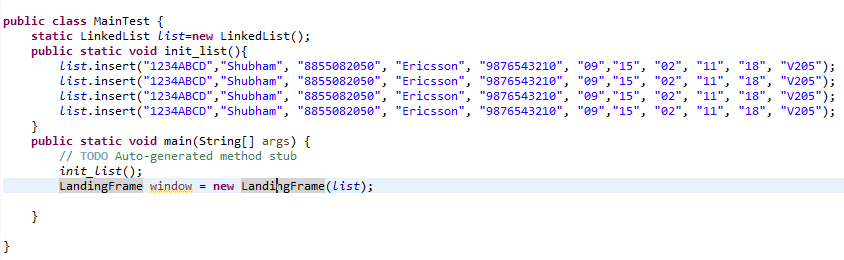 public class MainTest {
    static LinkedList list=new LinkedList();
    public static void init_list(){
        list.insert("1234ABCD","Shubham", "8855082050", "Ericsson", "9876543210", "09","15", "02", "11", "18", "V205");
        list.insert("1234ABCD","Shubham", "8855082050", "Ericsson", "9876543210", "09","15", "02", "11", "18", "V205");
        list.insert("1234ABCD","Shubham", "8855082050", "Ericsson", "9876543210", "09","15", "02", "11", "18", "V205");
        list.insert("1234ABCD","Shubham", "8855082050", "Ericsson", "9876543210", "09","15", "02", "11", "18", "V205");
    }
    public static void main(String[] args) {
        // TODO Auto-generated method stub
        init_list();
        LandingFrame window = new LandingFrame(list);
    }
}